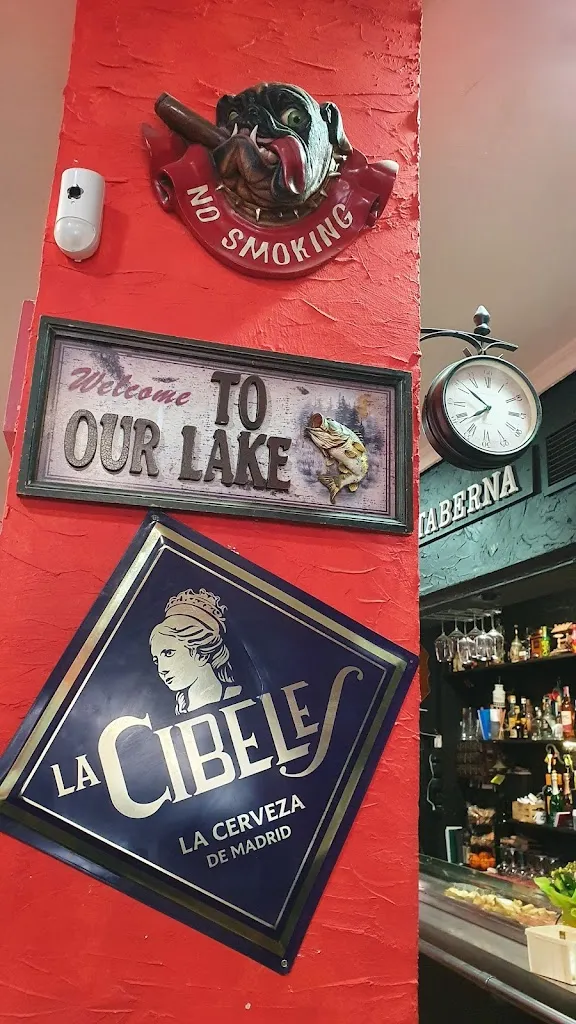 NO SMOKING
Welcome TO
OUR LAKE
TABERNA
LA CIBELES
LA CERVEZA
DE MADRID